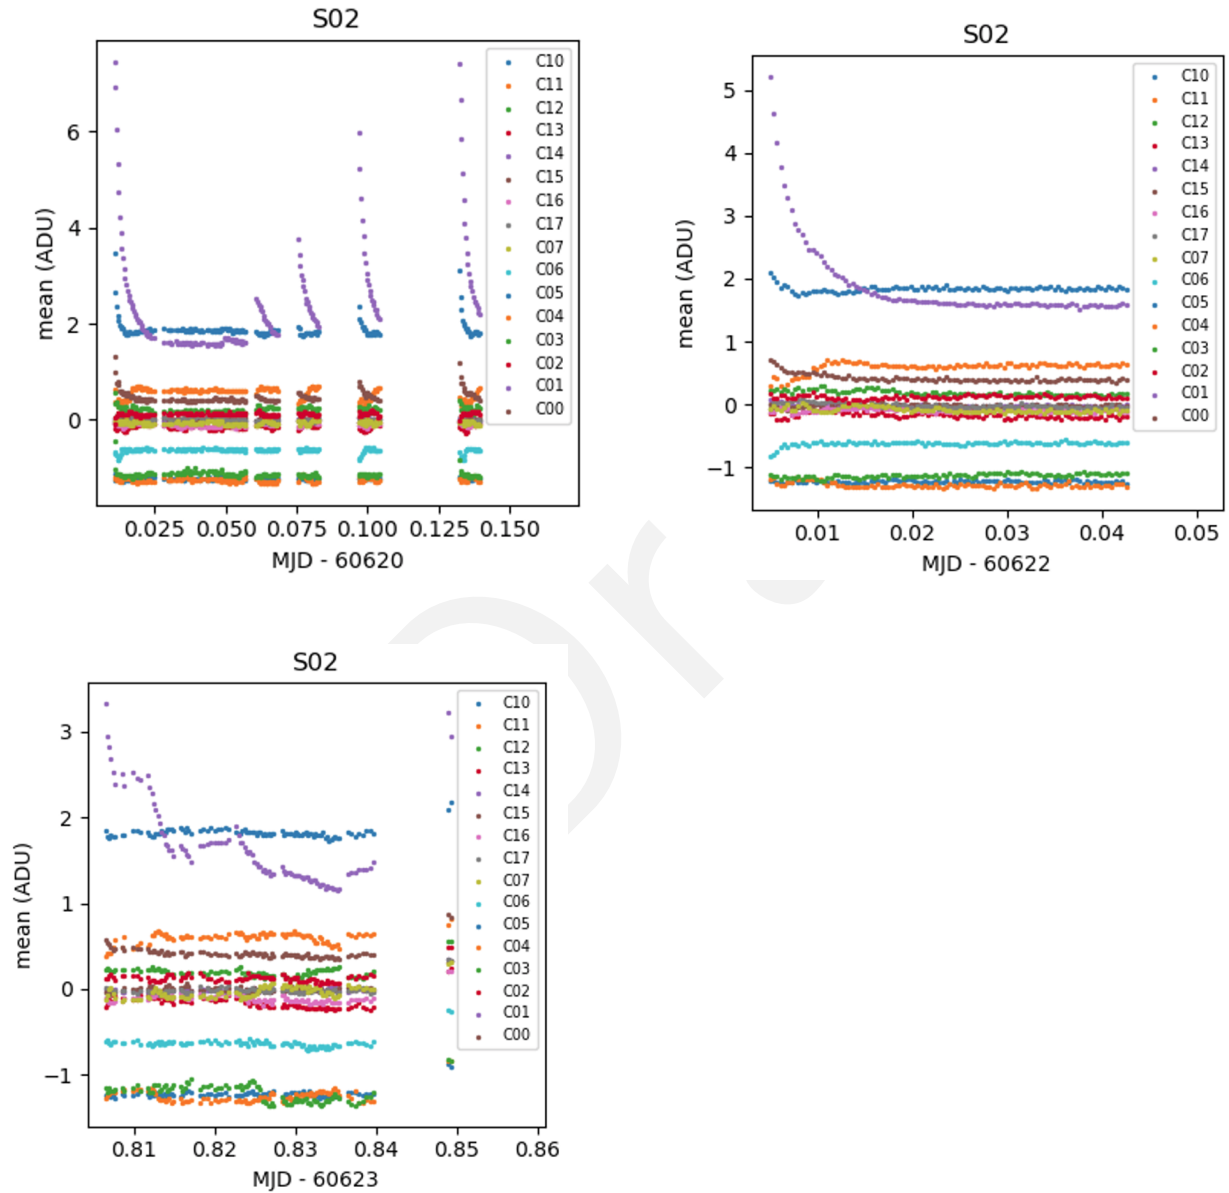 S02
mean (ADU)
6
4
2
0
C10
C11
C12
C13
C14
C15
C16
C17
C07
C06
C05
C04
C03
C02
C01
C00
0.025 0.050 0.075 0.100 0.125 0.150
MJD - 60620
S02
mean (ADU)
5
4
3
2
1
0
−1
C10
C11
C12
C13
C14
C15
C16
C17
C07
C06
C05
C04
C03
C02
C01
C00
0.01 0.02 0.03 0.04 0.05
MJD - 60622
S02
mean (ADU)
3
2
1
0
−1
C10
C11
C12
C13
C14
C15
C16
C17
C07
C06
C05
C04
C03
C02
C01
C00
0.81 0.82 0.83 0.84 0.85 0.86
MJD - 60623